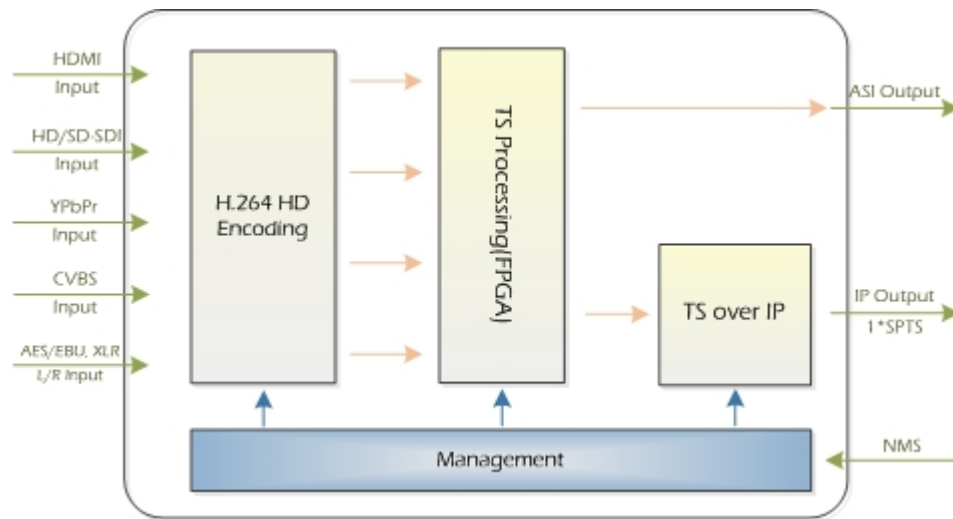 HDMI
Input
HD/SD-SDI
Input
YPbPr
Input
CVBS
Input
AES/EBU, XLR
L/R Input
H.264 HD
Encoding
TS Processing(FPGA)
TS over IP
Management
ASI Output
IP Output
1*SPTS
NMS